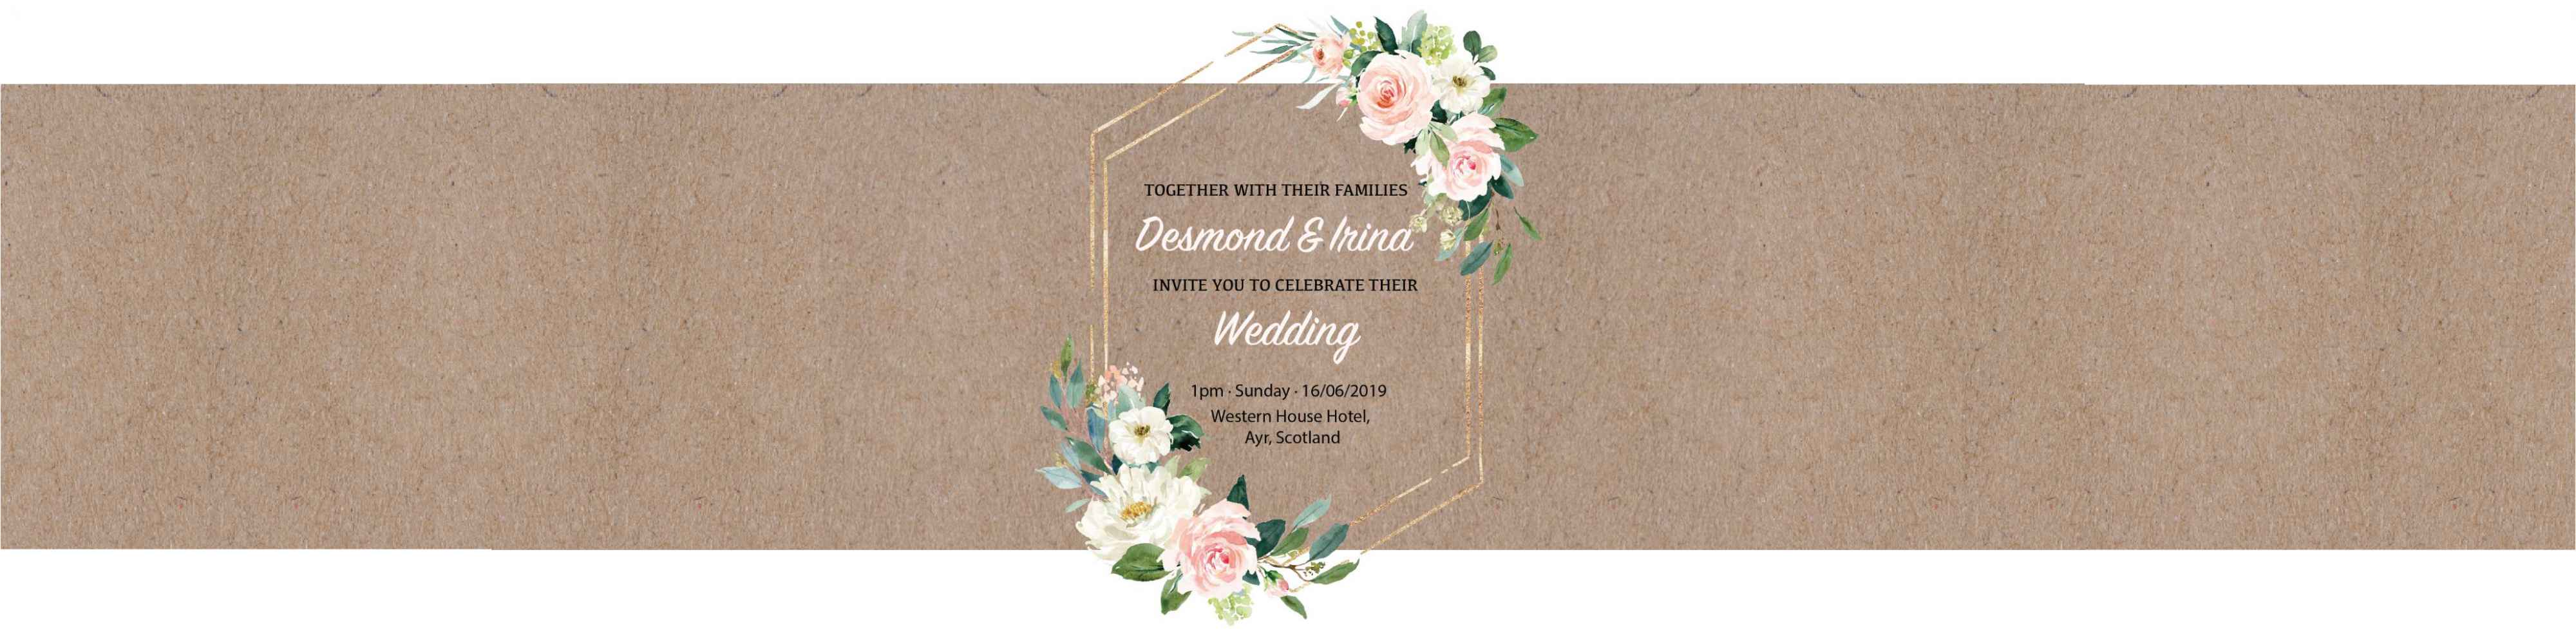 TOGETHER WITH THEIR FAMILIES
Desmond & Irina
INVITE YOU TO CELEBRATE THEIR
Wedding
1pm · Sunday · 16/06/2019
Western House Hotel,
Ayr, Scotland